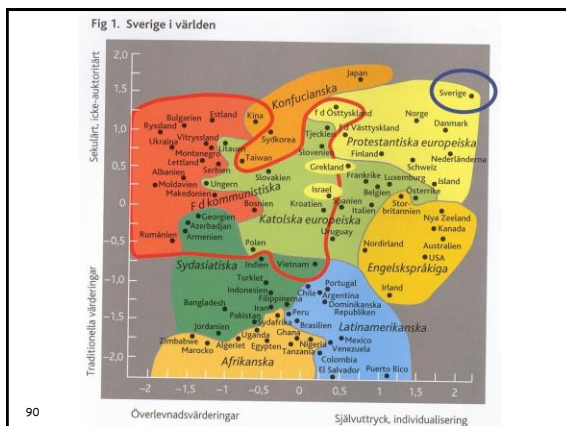 Fig 1. Sverige i världen
Sekulärt, icke-auktoritärt
Traditionella värderingar
2,0
1,5
1,0
0,5
0
−0,5
−1,0
−1,5
−2,0
Japan
Konfucianska
Sverige
Bulgarien
Estland
Kina
f d Östtyskland
Norge
Ryssland
Danmark
Ukraina
Vitryssland
Sydkorea
Tjeckien
f d Västtyskland
Protestantiska europeiska
Montenegro
Litauen
Slovenien
Finland
Nederländerna
Lettland
Taiwan
Schweiz
Serbien
Grekland
Albanien
Slovakien
Frankrike
Luxemburg
Island
Moldavien
Ungern
Israel
Belgien
Österrike
Makedonien
F d kommunistiska
Spanien
Stor-
britannien
Bosnien
Kroatien
Italien
Nya Zeeland
Georgien
Katolska europeiska
Kanada
Azerbadjan
Uruguay
Australien
Rumänien
Armenien
Nordirland
Polen
USA
Engelskspråkiga
Sydasiatiska
Indien
Vietnam
Turkiet
Portugal
Irland
Indonesien
Chile
Argentina
Filippinerna
Dominikanska
Republiken
Bangladesh
Iran
Peru
Pakistan
Sydafrika
Brasilien
Latinamerikanska
Jordanien
Ghana
Zimbabwe
Uganda
Nigeria
Mexico
Marocko
Algeriet
Egypten
Tanzania
Venezuela
Colombia
Afrikanska
El Salvador
Puerto Rico
−2
−1,5
−1
−0,5
0
0,5
1
1,5
2
Överlevnadsvärderingar
Självuttryck, individualisering
90